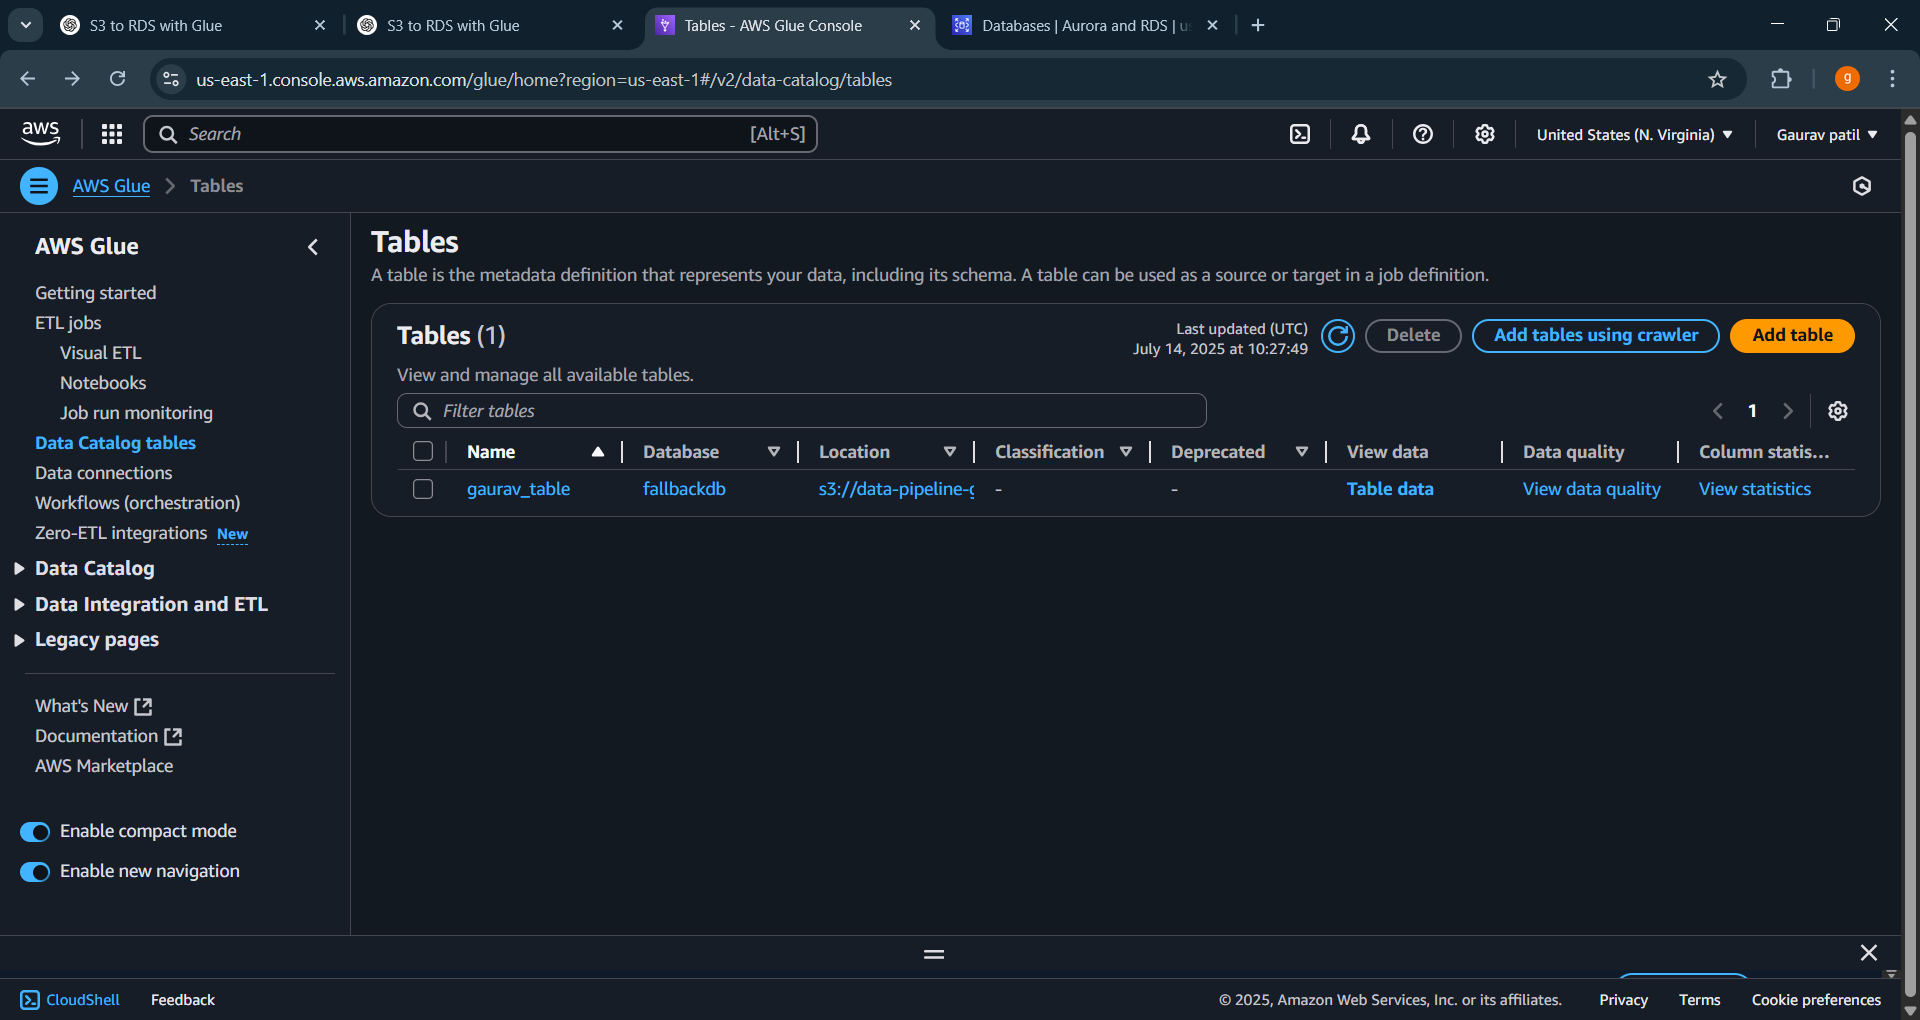 S3 to RDS with Glue
S3 to RDS with Glue
Tables - AWS Glue Console
Databases | Aurora and RDS | u
us-east-1.console.aws.amazon.com/glue/home?region=us-east-1#/v2/data-catalog/tables
g
aws
Search
[Alt+S]
United States (N. Virginia)
Gaurav patil
AWS Glue
Tables
AWS Glue
Getting started
ETL jobs
Visual ETL
Notebooks
Job run monitoring
Data Catalog tables
Data connections
Workflows (orchestration)
Zero-ETL integrations New
Data Catalog
Data Integration and ETL
Legacy pages
What's New
Documentation
AWS Marketplace
Enable compact mode
Enable new navigation
Tables
A table is the metadata definition that represents your data, including its schema. A table can be used as a source or target in a job definition.
Tables (1)
Last updated (UTC)
July 14, 2025 at 10:27:49
Delete
Add tables using crawler
Add table
View and manage all available tables.
Filter tables
1
Name Database Location Classification Deprecated View data Data quality Column statis...
gaurav_table fallbackdb s3://data-pipeline-g - - Table data View data quality View statistics
CloudShell
Feedback
© 2025, Amazon Web Services, Inc. or its affiliates.
Privacy
Terms
Cookie preferences